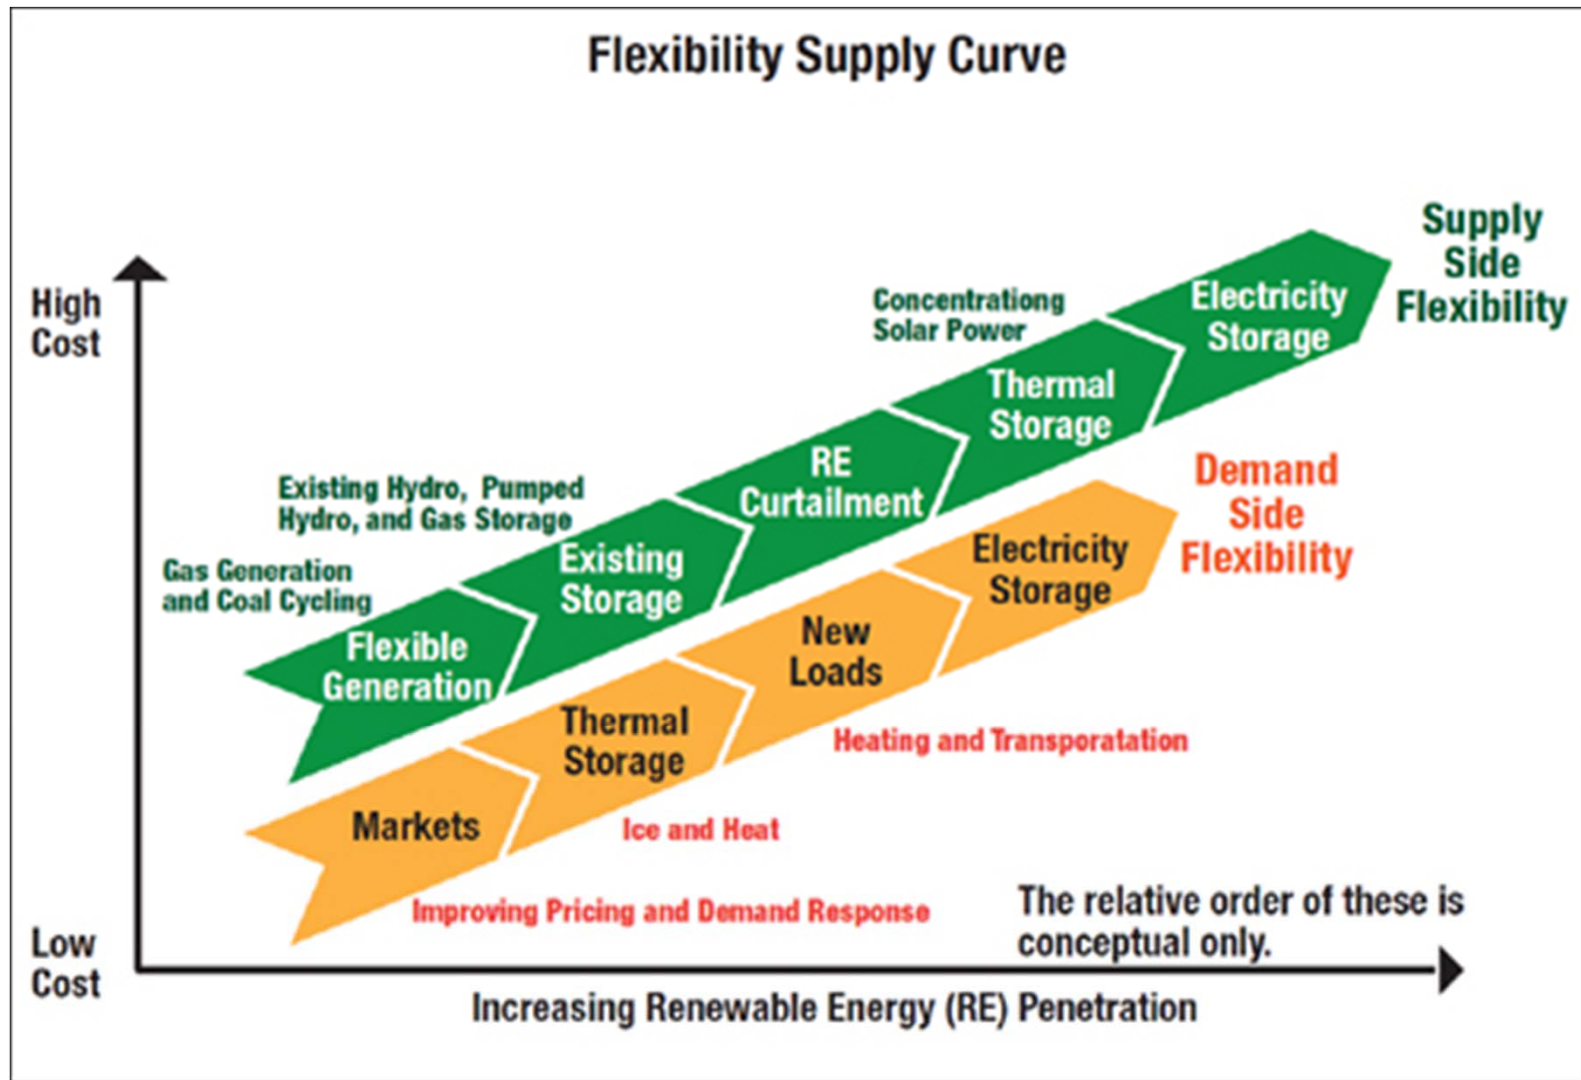 Flexibility Supply Curve
Supply
Side
Flexibility
High
Cost
Concentrationg
Solar Power
Electricity
Storage
Thermal
Storage
RE
Curtailment
Existing Hydro, Pumped
Hydro, and Gas Storage
Existing
Storage
Gas Generation
and Coal Cycling
Flexible
Generation
Demand
Side
Flexibility
Electricity
Storage
New
Loads
Heating and Transporatation
Thermal
Storage
Ice and Heat
Markets
Improving Pricing and Demand Response
The relative order of these is
conceptual only.
Low
Cost
Increasing Renewable Energy (RE) Penetration